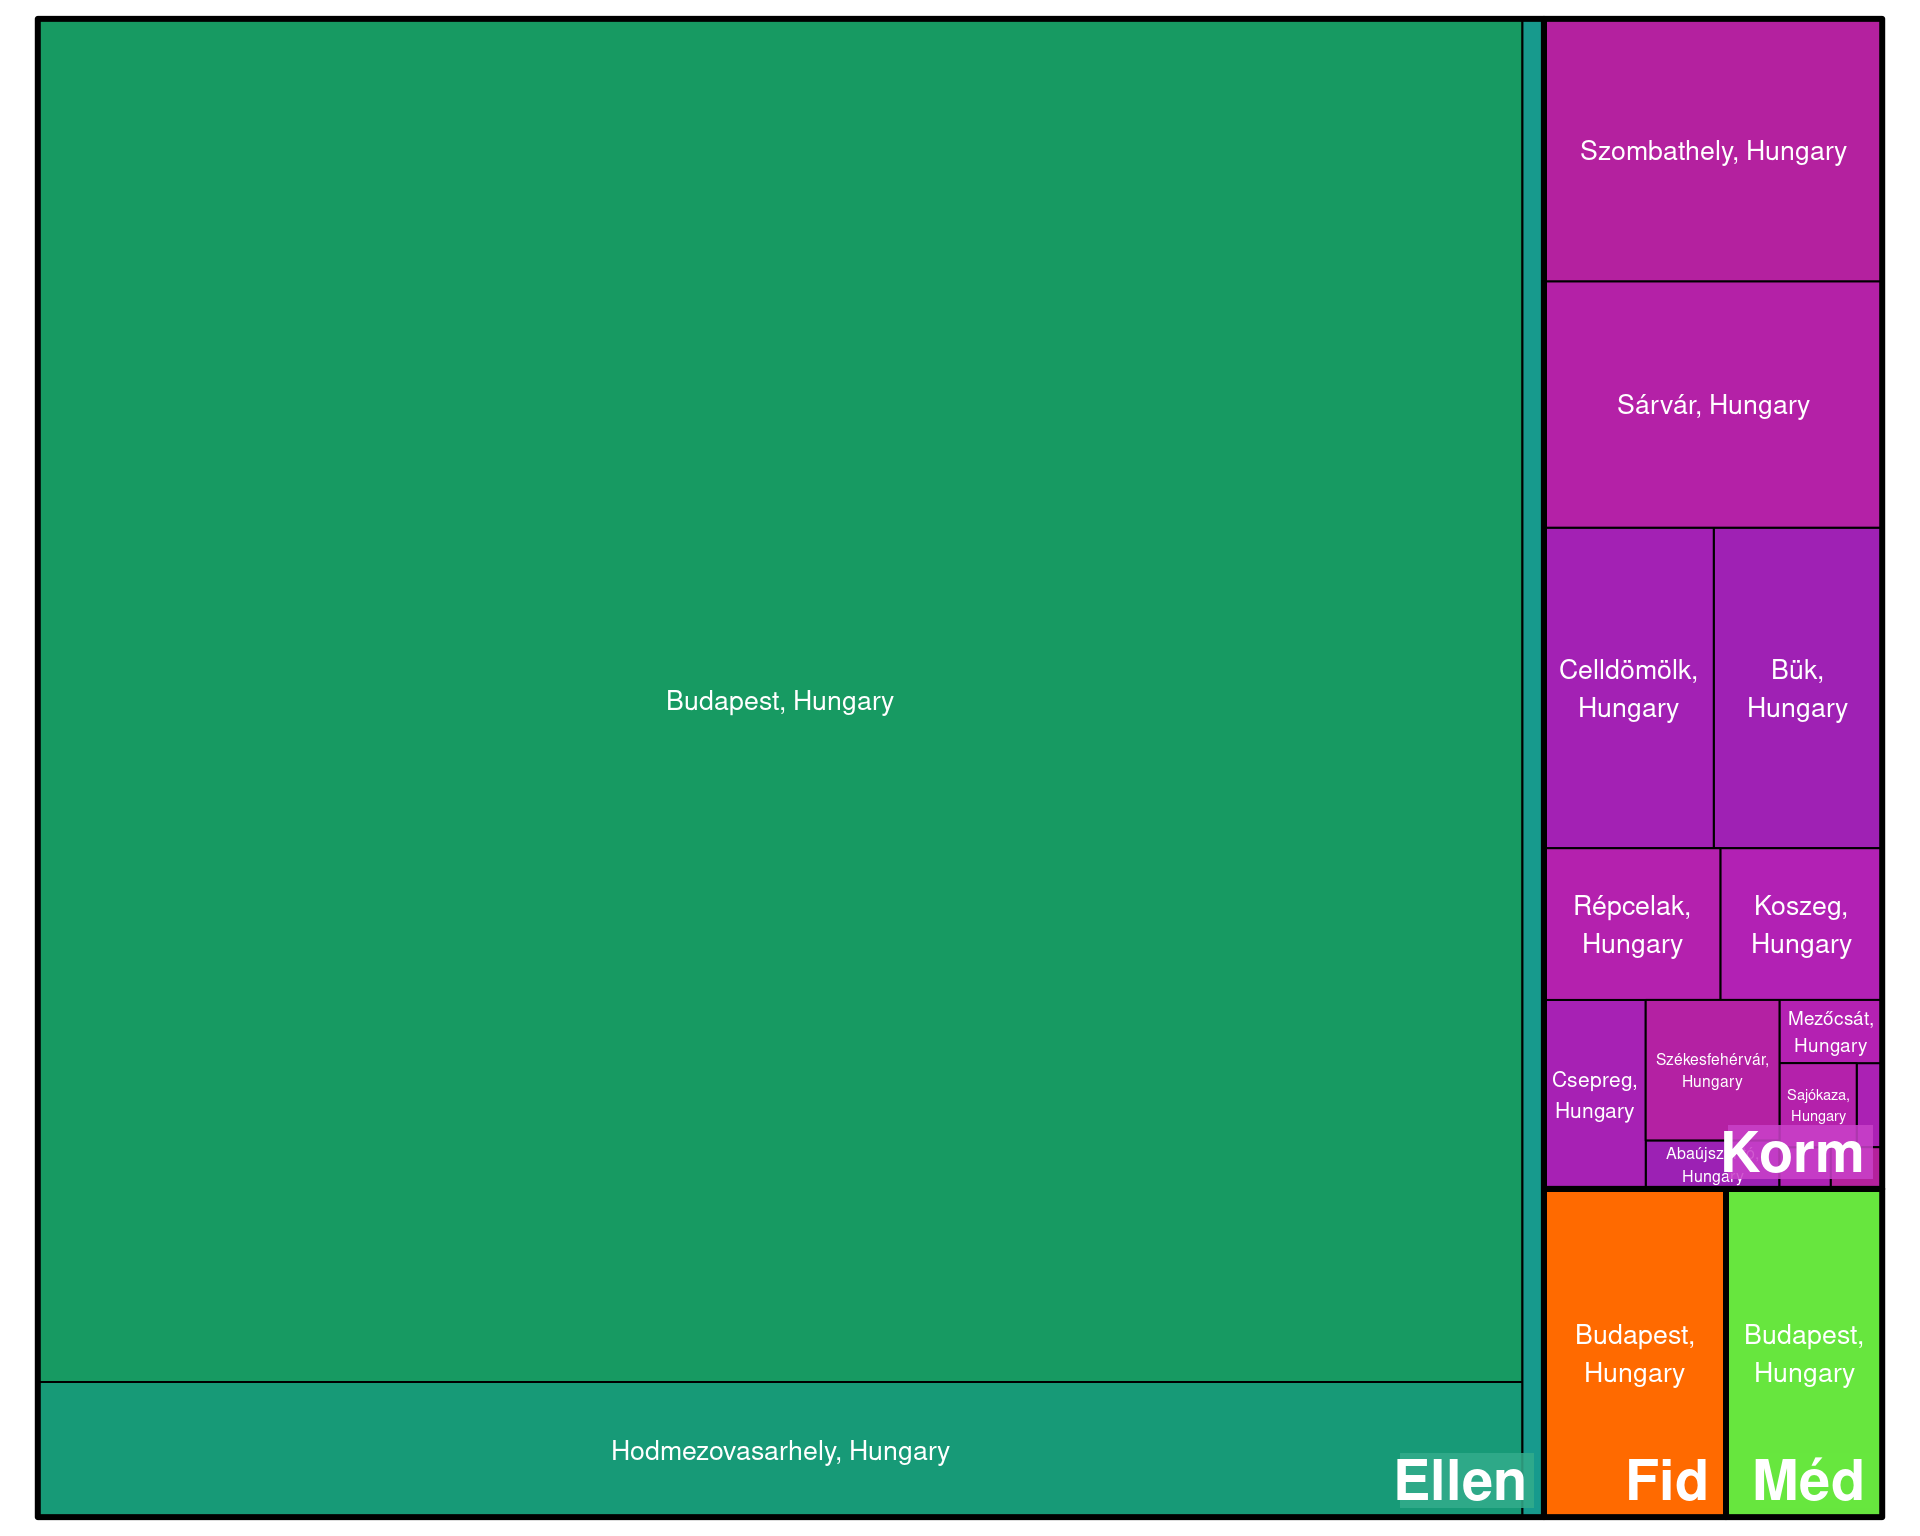 Budapest, Hungary
Hodmezovasarhely, Hungary
Ellen
Szombathely, Hungary
Sárvár, Hungary
Celldömölk,
Hungary
Bük,
Hungary
Répcelak,
Hungary
Koszeg,
Hungary
Csepreg,
Hungary
Székesfehérvár,
Hungary
Mezőcsát,
Hungary
Sajókaza,
Hungary
Hungary
Korm
Budapest,
Hungary
Fid
Budapest,
Hungary
Méd